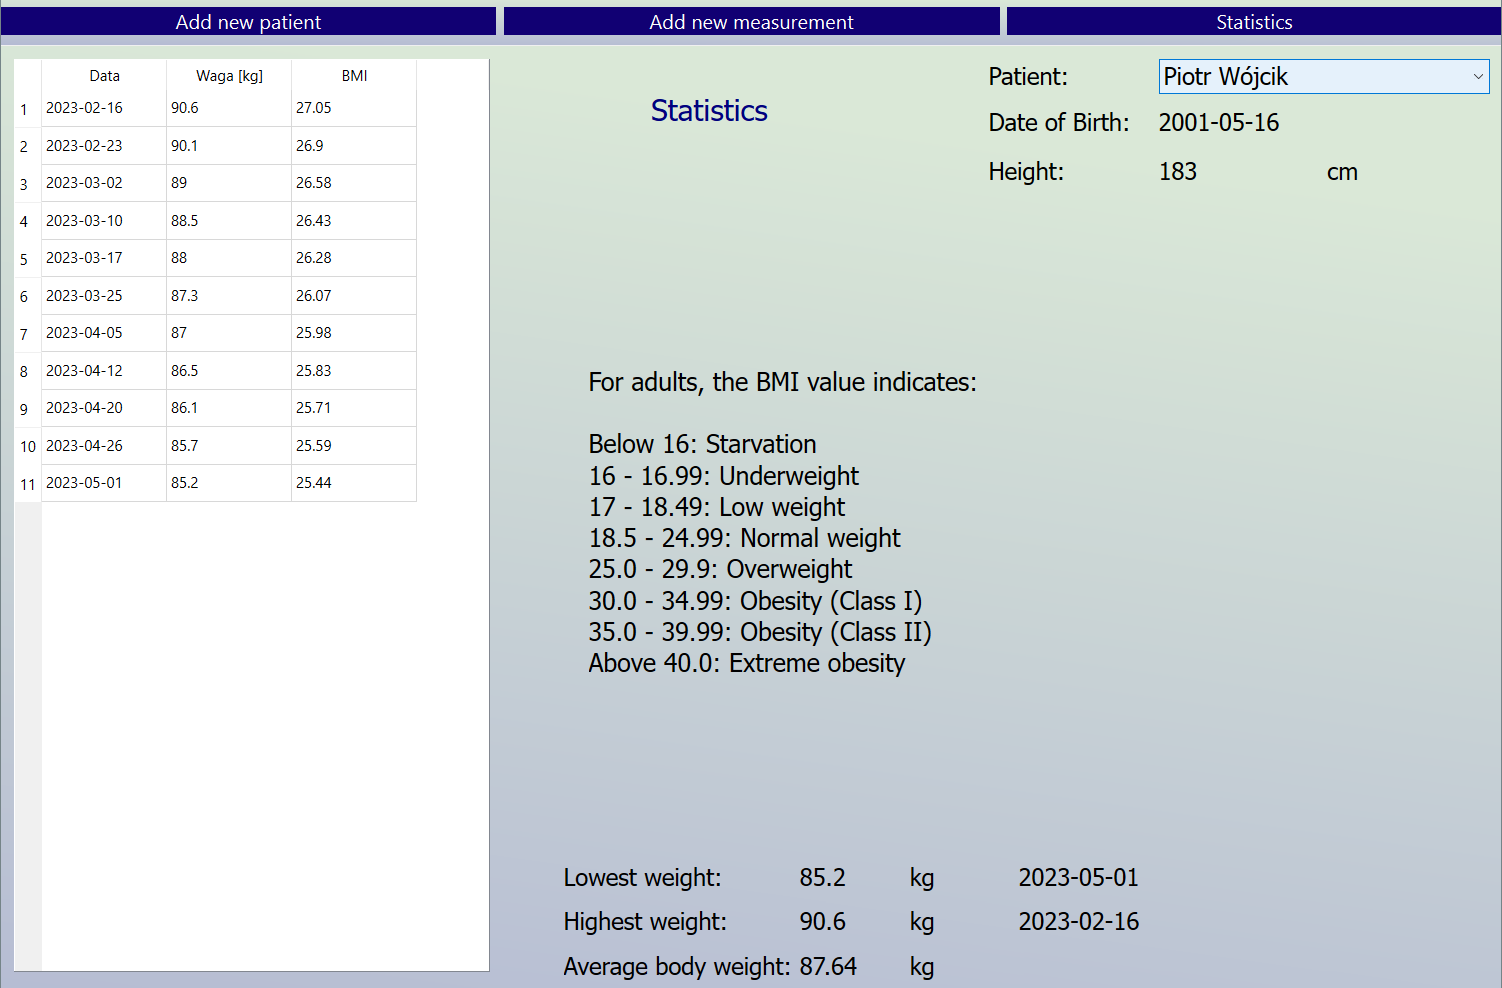 Add new patient Add new measurement Statistics
Data Waga [kg] BMI
1 2023-02-16 90.6 27.05
2 2023-02-23 90.1 26.9
3 2023-03-02 89 26.58
4 2023-03-10 88.5 26.43
5 2023-03-17 88 26.28
6 2023-03-25 87.3 26.07
7 2023-04-05 87 25.98
8 2023-04-12 86.5 25.83
9 2023-04-20 86.1 25.71
10 2023-04-26 85.7 25.59
11 2023-05-01 85.2 25.44
Statistics
Patient: Piotr Wójcik
Date of Birth: 2001-05-16
Height: 183 cm
For adults, the BMI value indicates:
Below 16: Starvation
16 - 16.99: Underweight
17 - 18.49: Low weight
18.5 - 24.99: Normal weight
25.0 - 29.9: Overweight
30.0 - 34.99: Obesity (Class I)
35.0 - 39.99: Obesity (Class II)
Above 40.0: Extreme obesity
Lowest weight: 85.2 kg 2023-05-01
Highest weight: 90.6 kg 2023-02-16
Average body weight: 87.64 kg